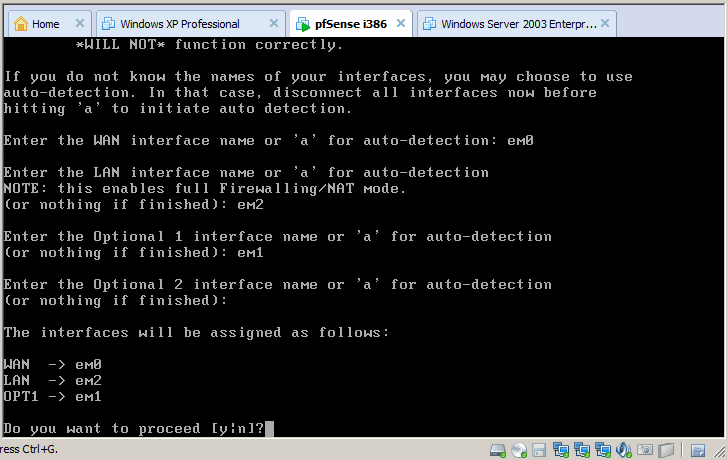 Home
Windows XP Professional
pfSense i386
Windows Server 2003 Enterpr...
*WILL NOT* function correctly.
If you do not know the names of your interfaces, you may choose to use
auto-detection. In that case, disconnect all interfaces now before
hitting 'a' to initiate auto detection.
Enter the WAN interface name or 'a' for auto-detection: em0
Enter the LAN interface name or 'a' for auto-detection
NOTE: this enables full Firewalling/NAT mode.
(or nothing if finished): em2
Enter the Optional 1 interface name or 'a' for auto-detection
(or nothing if finished): em1
Enter the Optional 2 interface name or 'a' for auto-detection
(or nothing if finished):
The interfaces will be assigned as follows:
WAN  -> em0
LAN  -> em2
OPT1 -> em1
Do you want to proceed [y|n]?
ress Ctrl+G.